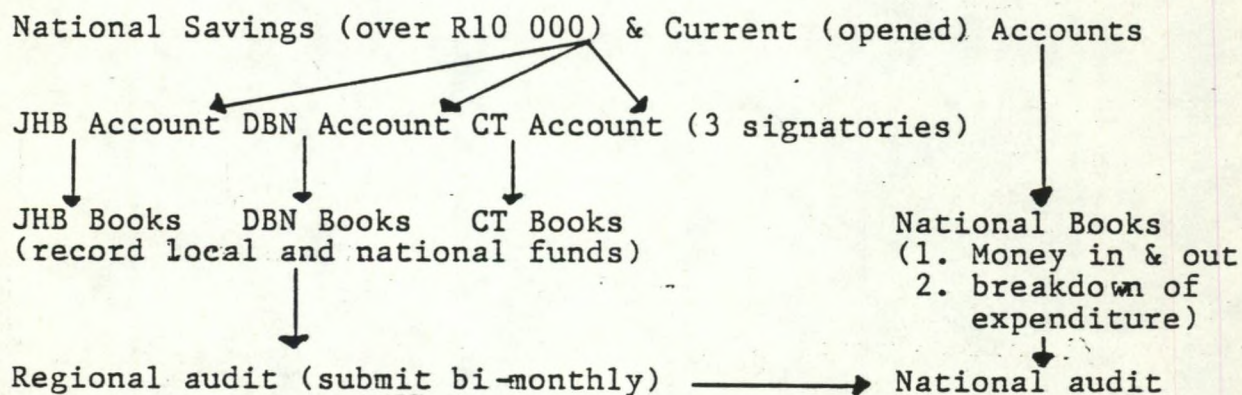 National Savings (over R10 000) & Current (opened) Accounts
JHB Account DBN Account CT Account (3 signatories)
JHB Books DBN Books CT Books
(record local and national funds)
National Books
(1. Money in & out
2. breakdown of
expenditure)
Regional audit (submit bi-monthly)
National audit